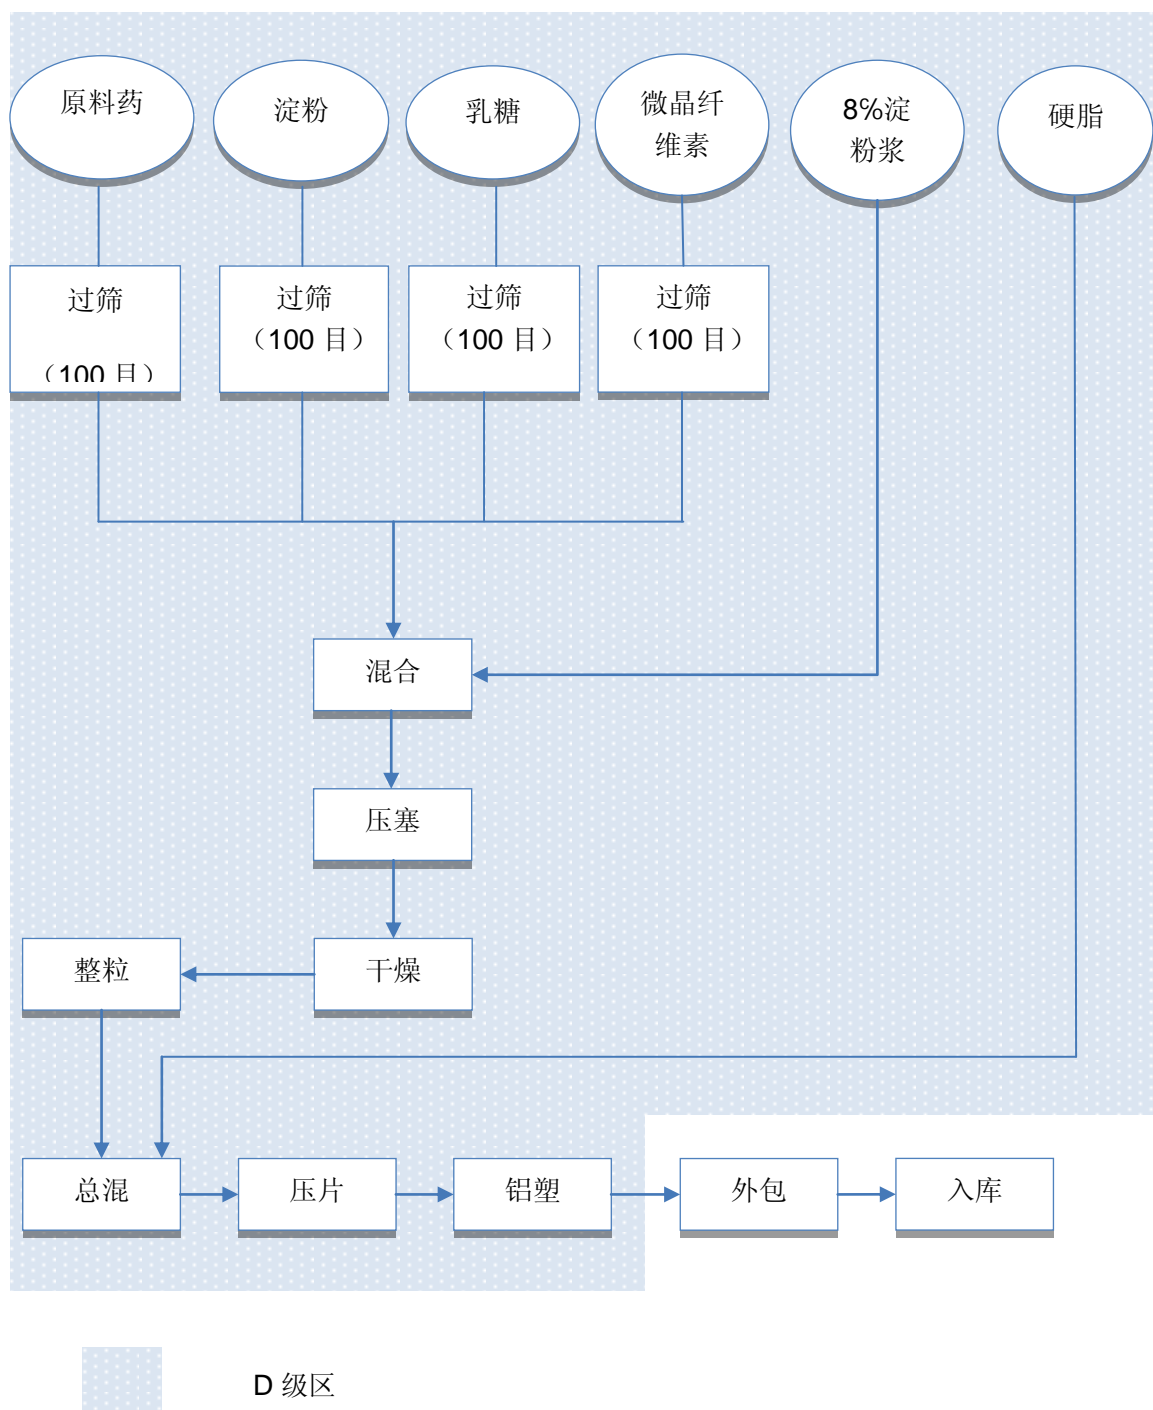 原料药
淀粉
乳糖
微晶纤
维素
8%淀
粉浆
硬脂
过筛
（100 目）
过筛
（100 目）
过筛
（100 目）
过筛
（100 目）
混合
压塞
干燥
整粒
总混
压片
铝塑
外包
入库
D 级区